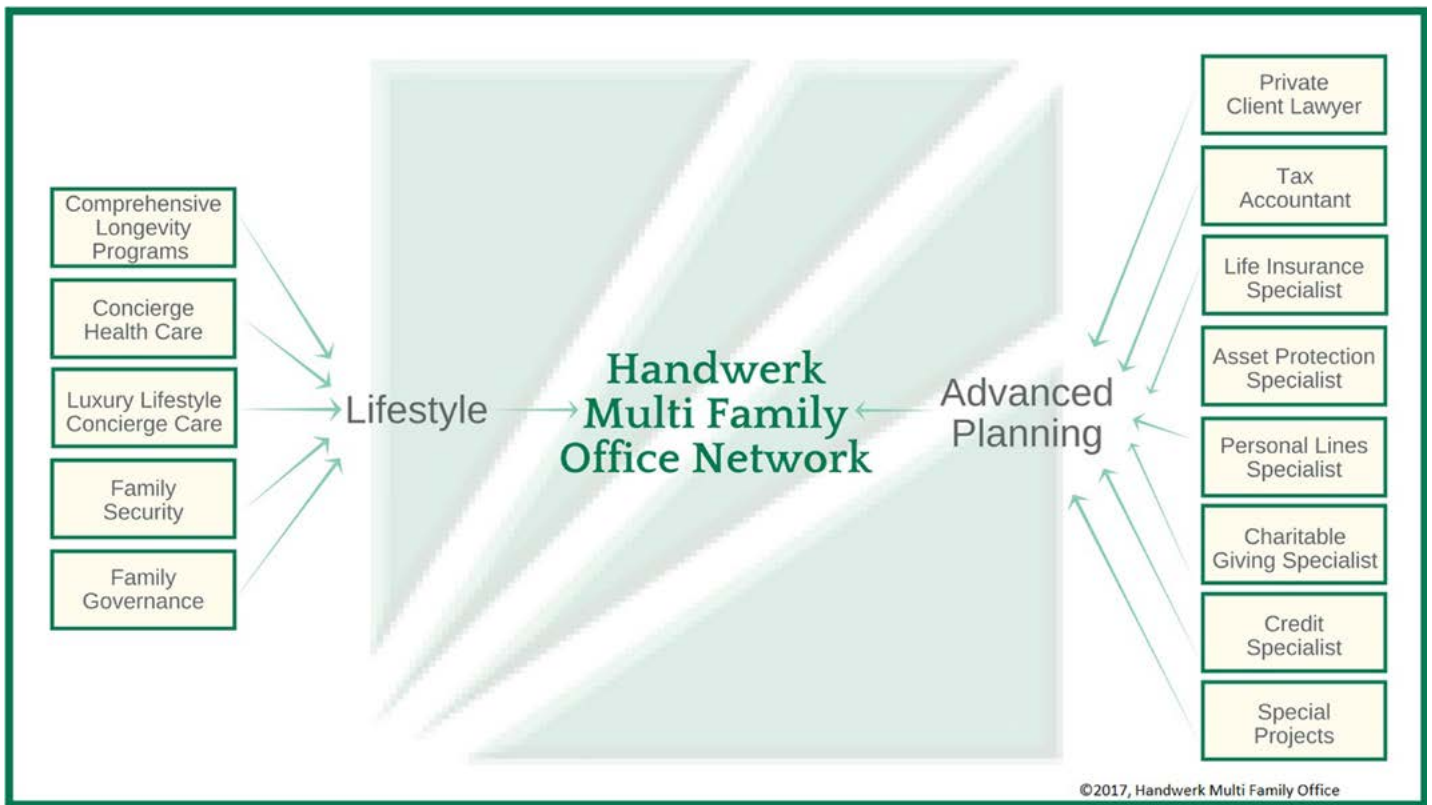 Comprehensive
Longevity
Programs
Concierge
Health Care
Luxury Lifestyle
Concierge Care
Family
Security
Family
Governance
Lifestyle
Handwerk
Multi Family
Office Network
Advanced
Planning
Private
Client Lawyer
Tax
Accountant
Life Insurance
Specialist
Asset Protection
Specialist
Personal Lines
Specialist
Charitable
Giving Specialist
Credit
Specialist
Special
Projects
©2017, Handwerk Multi Family Office